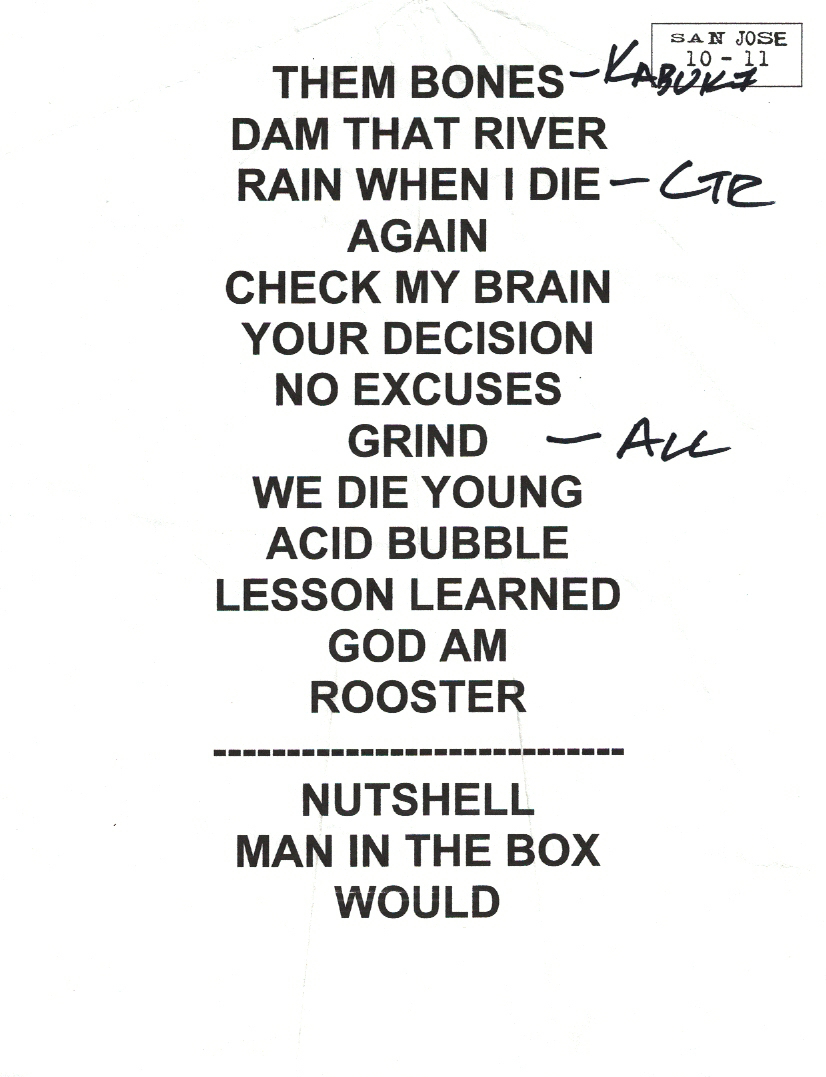 SAN JOSE
10-11
THEM BONES - KABUKI
DAM THAT RIVER
RAIN WHEN I DIE - CTR
AGAIN
CHECK MY BRAIN
YOUR DECISION
NO EXCUSES
GRIND - ALL
WE DIE YOUNG
ACID BUBBLE
LESSON LEARNED
GOD AM
ROOSTER
----------------------------
NUTSHELL
MAN IN THE BOX
WOULD